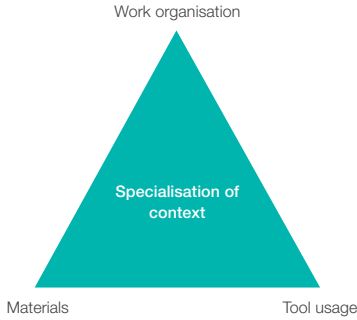 Work organisation
Specialisation of
context
Materials
Tool usage